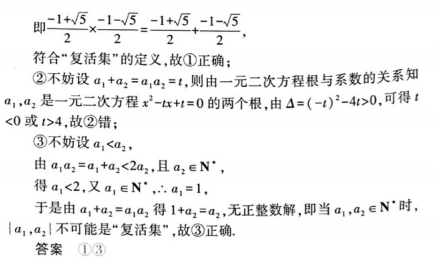 即(-1+√5)/2×(-1-√5)/2=(-1+√5)/2+(-1-√5)/2,
符合“复活集”的定义,故①正确;
②不妨设 a₁+a₂=a₁a₂=t,则由一元二次方程根与系数的关系知
a₁,a₂ 是一元二次方程 x²-tx+t=0 的两个根,由 Δ=(-t)²-4t>0,可得 t
<0 或 t>4,故②错;
③不妨设 a₁<a₂,
由 a₁a₂=a₁+a₂<2a₂,且 a₂∈N*,
得 a₁<2,又 a₁∈N*,∴a₁=1,
于是由 a₁+a₂=a₁a₂ 得 1+a₂=a₂,无正整数解,即当 a₁,a₂∈N*时,
{a₁,a₂}不可能是“复活集”,故③正确.
答案 ①③